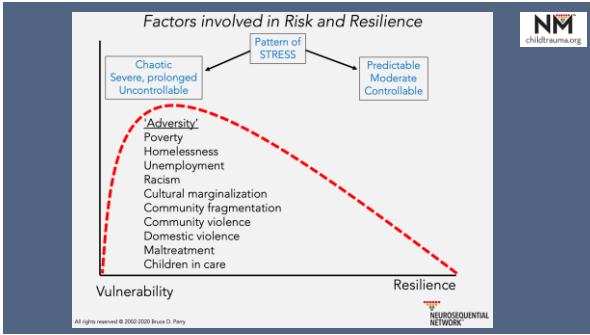 Factors involved in Risk and Resilience
NM
childtrauma.org
Pattern of
STRESS
Chaotic
Severe, prolonged
Uncontrollable
Predictable
Moderate
Controllable
'Adversity'
Poverty
Homelessness
Unemployment
Racism
Cultural marginalization
Community fragmentation
Community violence
Domestic violence
Maltreatment
Children in care
Vulnerability
Resilience
All rights reserved © 2002-2020 Bruce D. Perry
NEUROSEQUENTIAL
NETWORK™